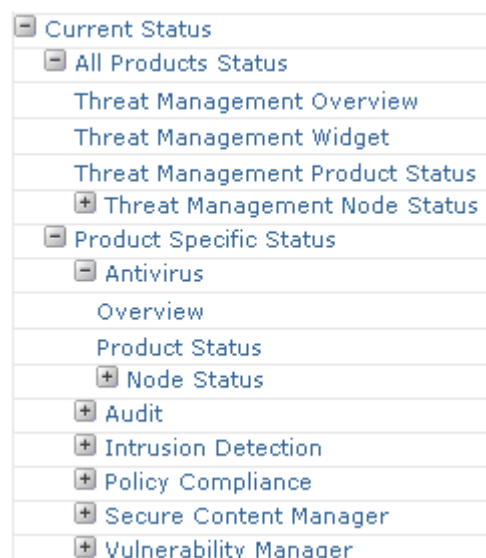 Current Status
All Products Status
Threat Management Overview
Threat Management Widget
Threat Management Product Status
Threat Management Node Status
Product Specific Status
Antivirus
Overview
Product Status
Node Status
Audit
Intrusion Detection
Policy Compliance
Secure Content Manager
Vulnerability Manager